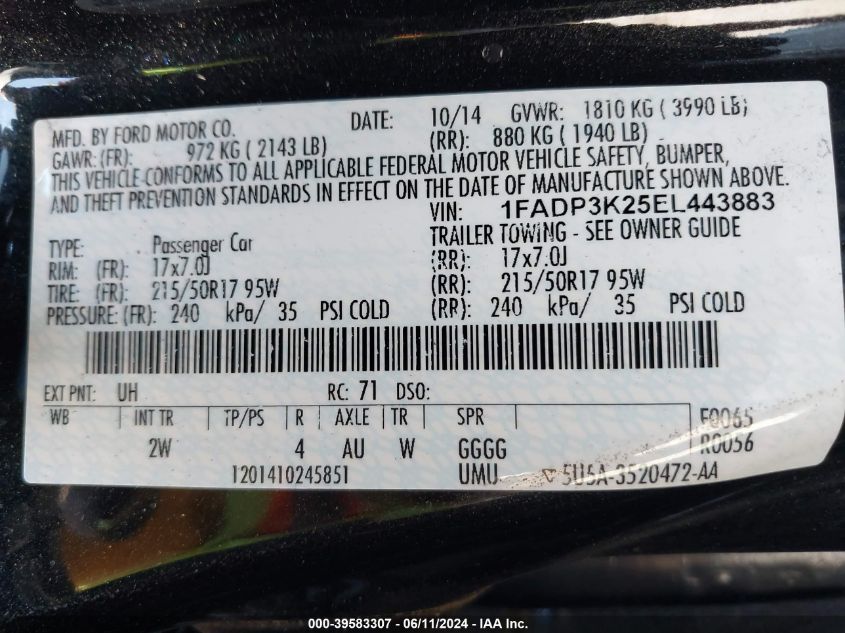 MFD. BY FORD MOTOR CO. DATE: 10/14 GVWR: 1810 KG ( 3990 LB)
GAWR: (FR): 972 KG ( 2143 LB) (RR): 880 KG ( 1940 LB)
THIS VEHICLE CONFORMS TO ALL APPLICABLE FEDERAL MOTOR VEHICLE SAFETY, BUMPER,
AND THEFT PREVENTION STANDARDS IN EFFECT ON THE DATE OF MANUFACTURE SHOWN ABOVE.
VIN: 1FADP3K25EL443883
TYPE: Passenger Car TRAILER TOWING - SEE OWNER GUIDE
RIM: (FR): 17x7.0J (RR): 17x7.0J
TIRE: (FR): 215/50R17 95W (RR): 215/50R17 95W
PRESSURE: (FR): 240 kPa/ 35 PSI COLD (RR): 240 kPa/ 35 PSI COLD
EXT PNT: UH RC: 71 DSO:
WB INT TR TP/PS R AXLE TR SPR F0065
2W 4 AU W GGGG R0056
1201410245851 UMU 5U5A-3520472-AA
000-39583307 - 06/11/2024 - IAA Inc.